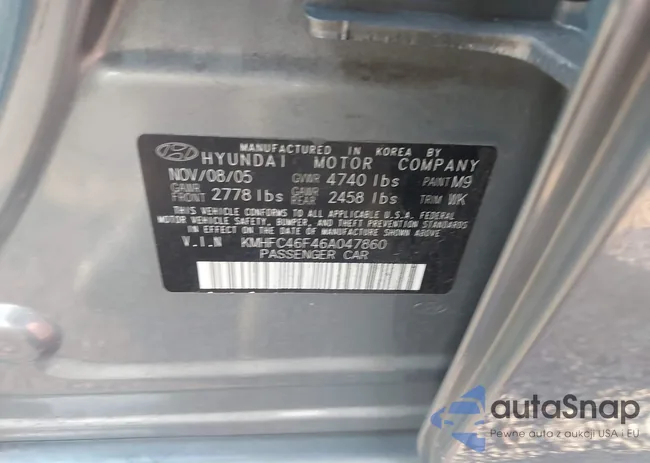 MANUFACTURED IN KOREA BY
HYUNDAI MOTOR COMPANY
NOV/08/05 GVWR 4740 lbs PAINT M9
GAWR FRONT 2778 lbs GAWR REAR 2458 lbs TRIM WK
THIS VEHICLE CONFORMS TO ALL APPLICABLE U.S.A. FEDERAL
MOTOR VEHICLE SAFETY, BUMPER, AND THEFT PREVENTION STANDARDS
IN EFFECT ON THE DATE OF MANUFACTURE SHOWN ABOVE.
V.I.N KMHFC46F46A047860
PASSENGER CAR
autoSnap
Pewne auta z aukcji USA i EU